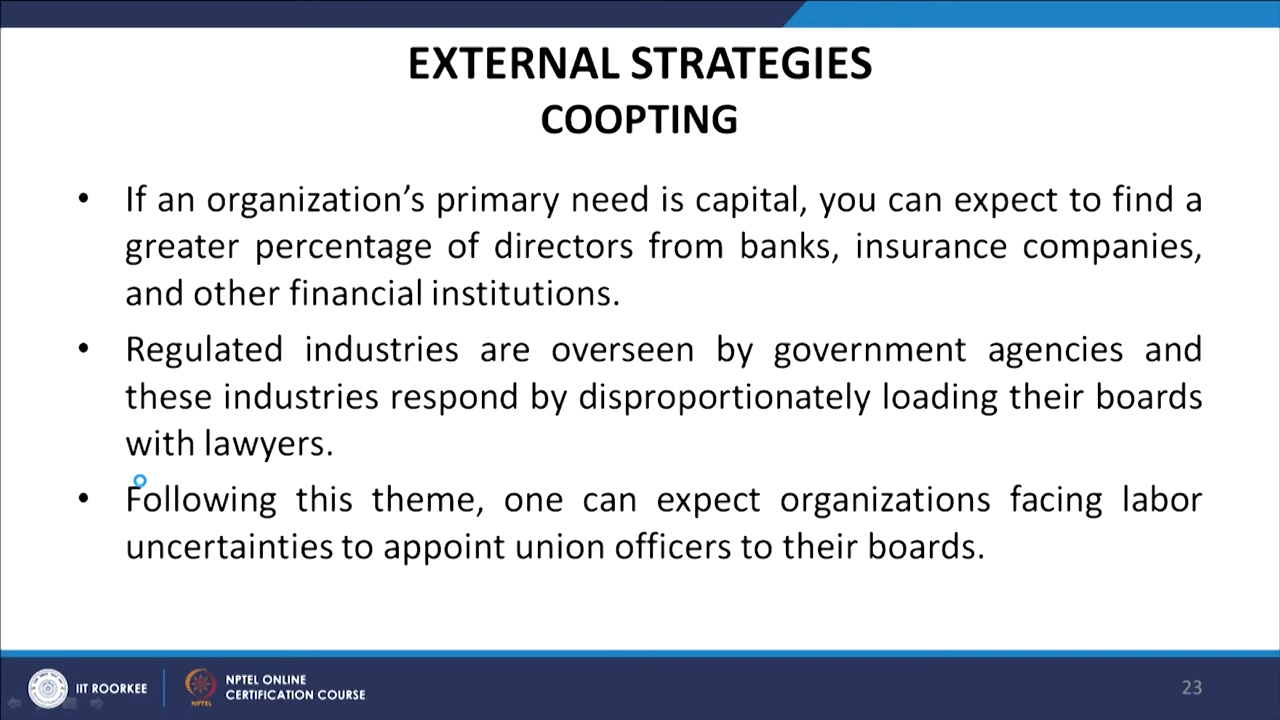 EXTERNAL STRATEGIES
COOPTING
• If an organization’s primary need is capital, you can expect to find a
greater percentage of directors from banks, insurance companies,
and other financial institutions.
• Regulated industries are overseen by government agencies and
these industries respond by disproportionately loading their boards
with lawyers.
• Following this theme, one can expect organizations facing labor
uncertainties to appoint union officers to their boards.
IIT ROORKEE
NPTEL
NPTEL ONLINE
CERTIFICATION COURSE
23